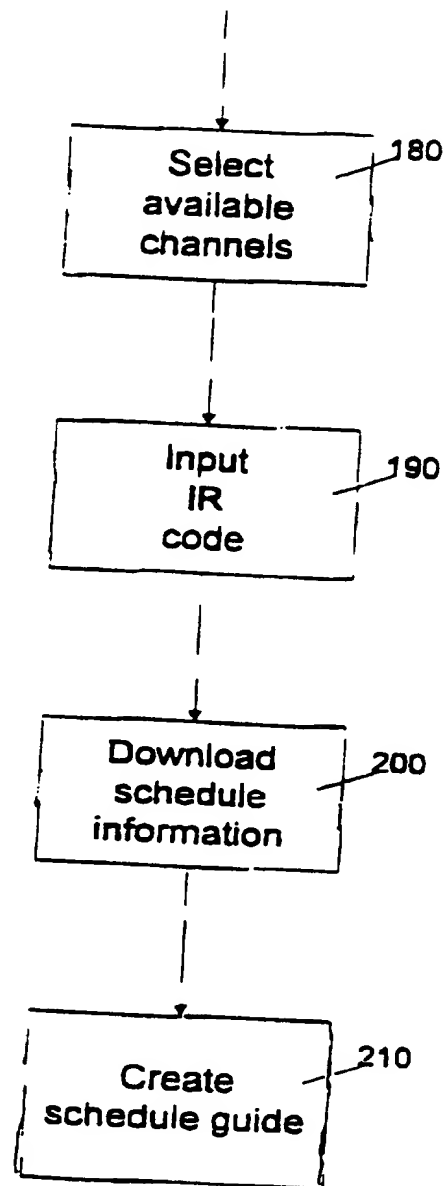 180
Select
available
channels
190
Input
IR
code
200
Download
schedule
information
210
Create
schedule guide